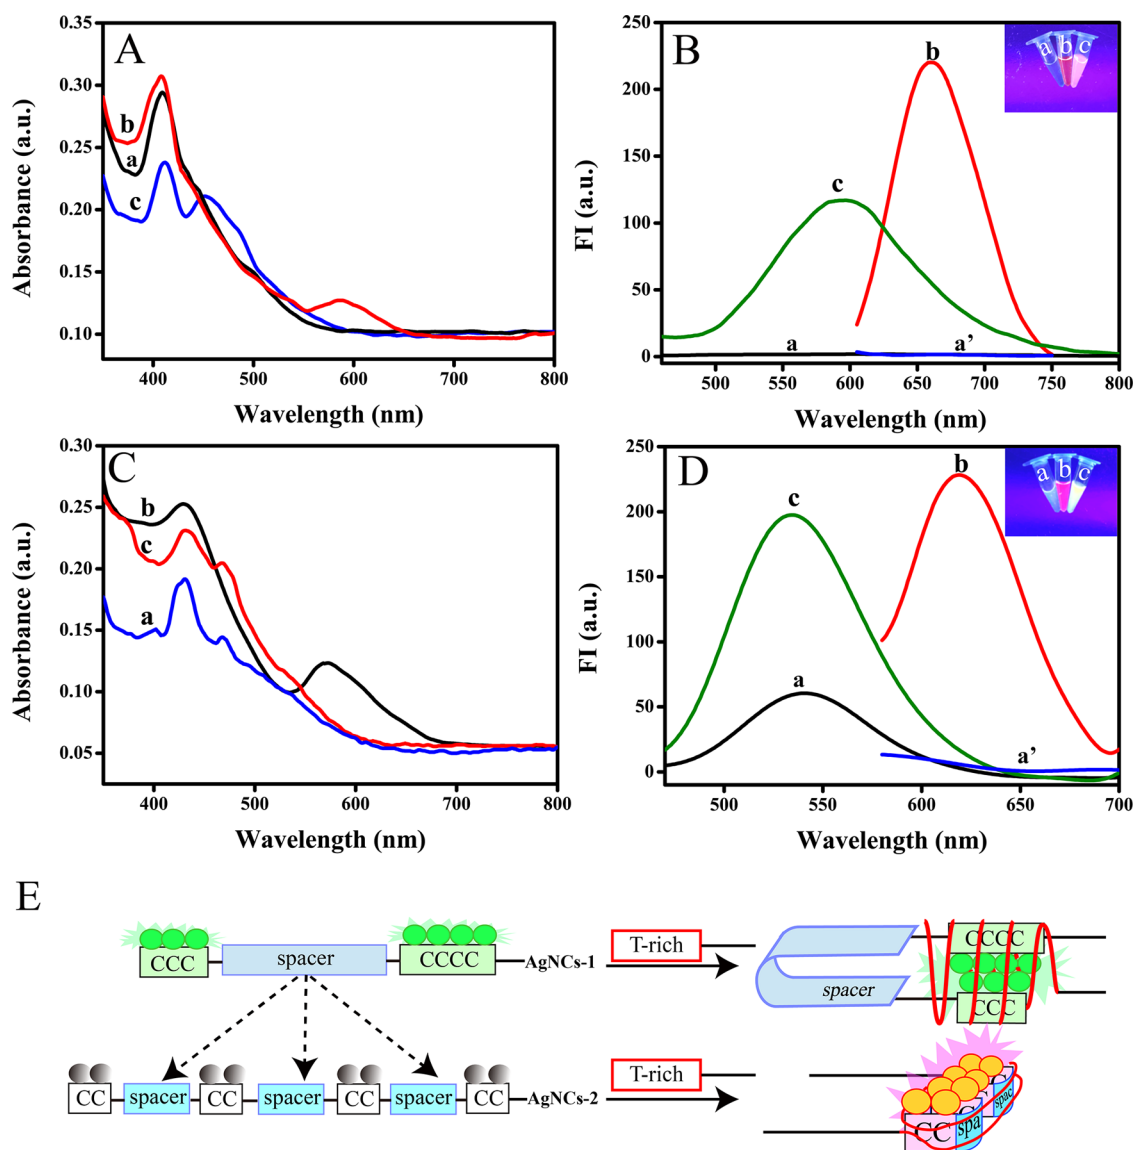 A
0.35
0.30
0.25
0.20
0.15
0.10
Absorbance (a.u.)
b
a
c
400 500 600 700 800
Wavelength (nm)
B
250
200
150
100
50
0
FI (a.u.)
b
c
a a’
a b c
500 550 600 650 700 750 800
Wavelength (nm)
C
0.30
0.25
0.20
0.15
0.10
0.05
Absorbance (a.u.)
b
c
a
400 500 600 700 800
Wavelength (nm)
D
250
200
150
100
50
0
FI (a.u.)
b
c
a
a’
a b c
500 550 600 650 700
Wavelength (nm)
E
CCC spacer CCCC AgNCs-1 T-rich
CCCC
spacer CCC
CC spacer CC spacer CC spacer CC AgNCs-2 T-rich
C spac
CC spa